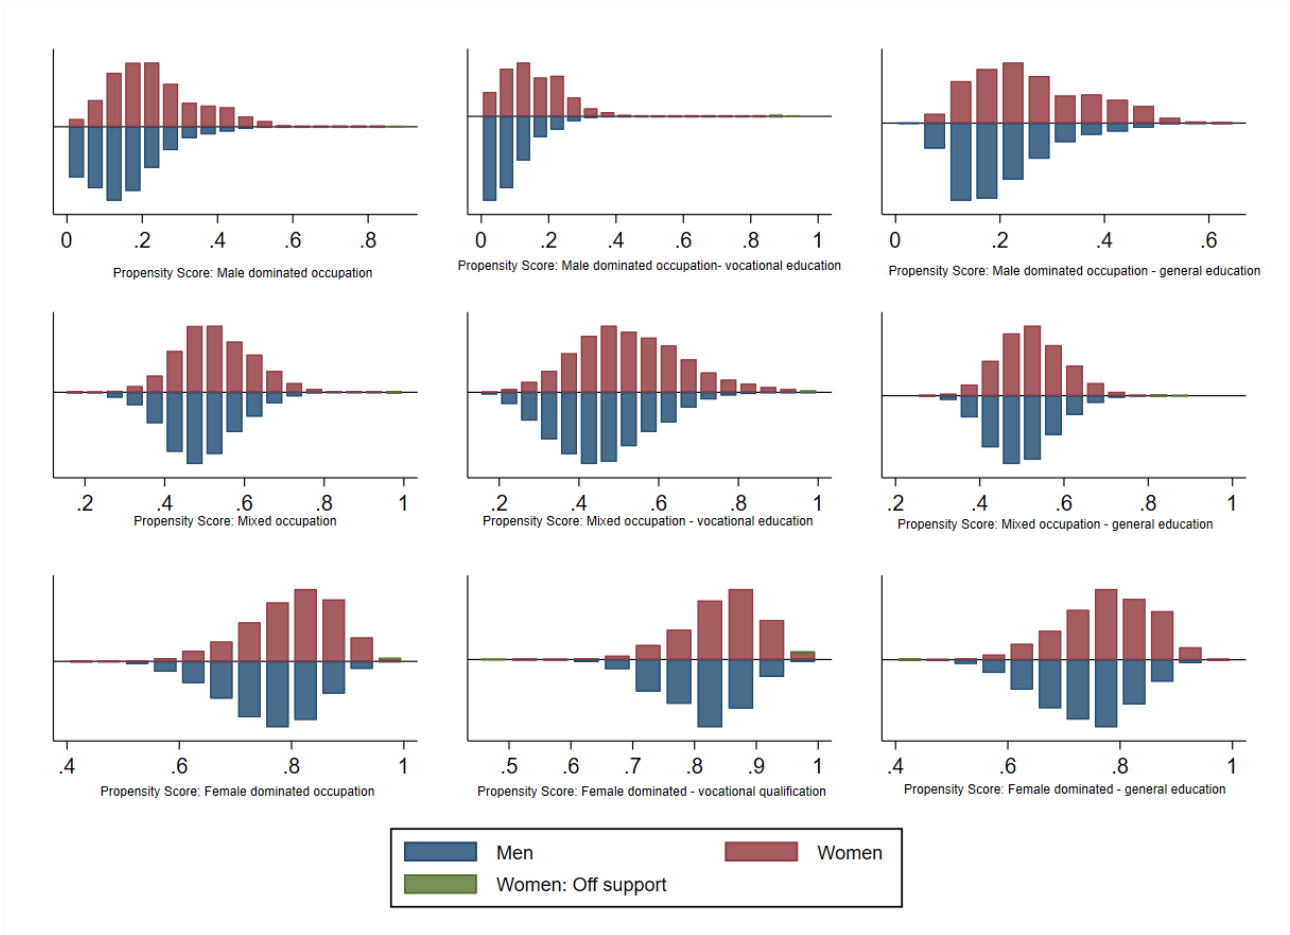 0 .2 .4 .6 .8
Propensity Score: Male dominated occupation
0 .2 .4 .6 .8 1
Propensity Score: Male dominated occupation- vocational education
0 .2 .4 .6
Propensity Score: Male dominated occupation - general education
.2 .4 .6 .8 1
Propensity Score: Mixed occupation
.2 .4 .6 .8 1
Propensity Score: Mixed occupation - vocational education
.2 .4 .6 .8 1
Propensity Score: Mixed occupation - general education
.4 .6 .8 1
Propensity Score: Female dominated occupation
.5 .6 .7 .8 .9 1
Propensity Score: Female dominated - vocational qualification
.4 .6 .8 1
Propensity Score: Female dominated - general education
Men Women
Women: Off support